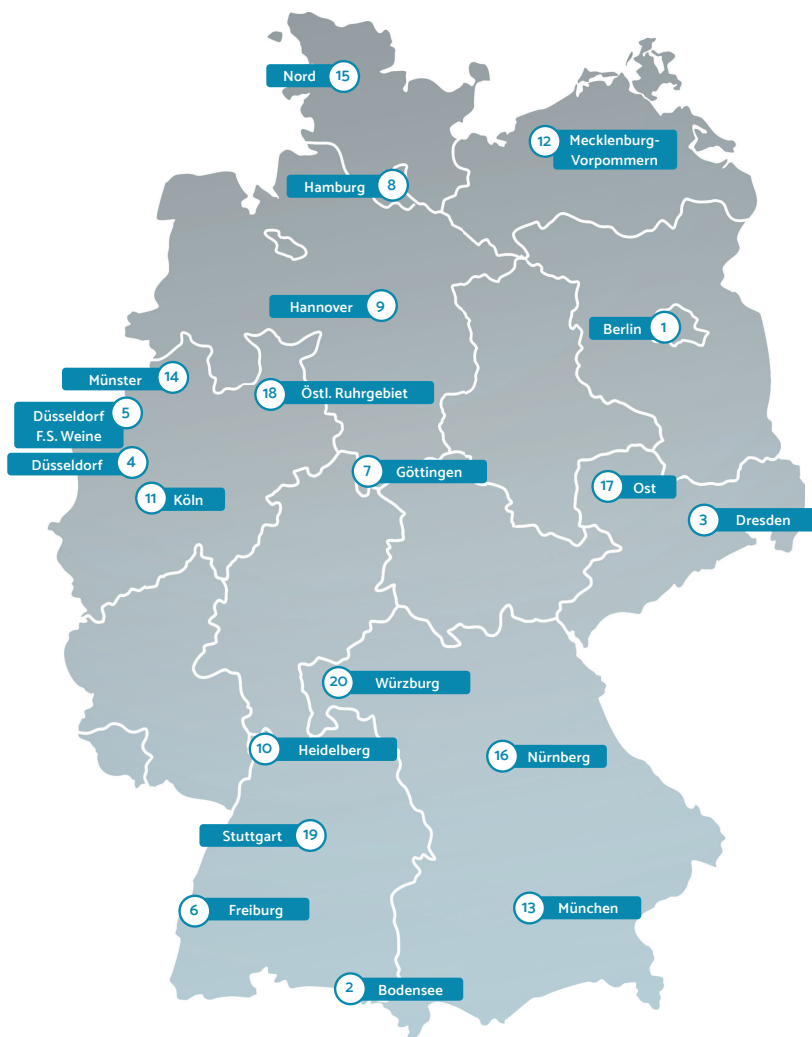 Nord 15
12 Mecklenburg-
Vorpommern
Hamburg 8
Hannover 9
Berlin 1
Münster 14
18 Östl. Ruhrgebiet
Düsseldorf 5
F.S. Weine
Düsseldorf 4
7 Göttingen
17 Ost
11 Köln
3 Dresden
20 Würzburg
10 Heidelberg
16 Nürnberg
Stuttgart 19
6 Freiburg
13 München
2 Bodensee